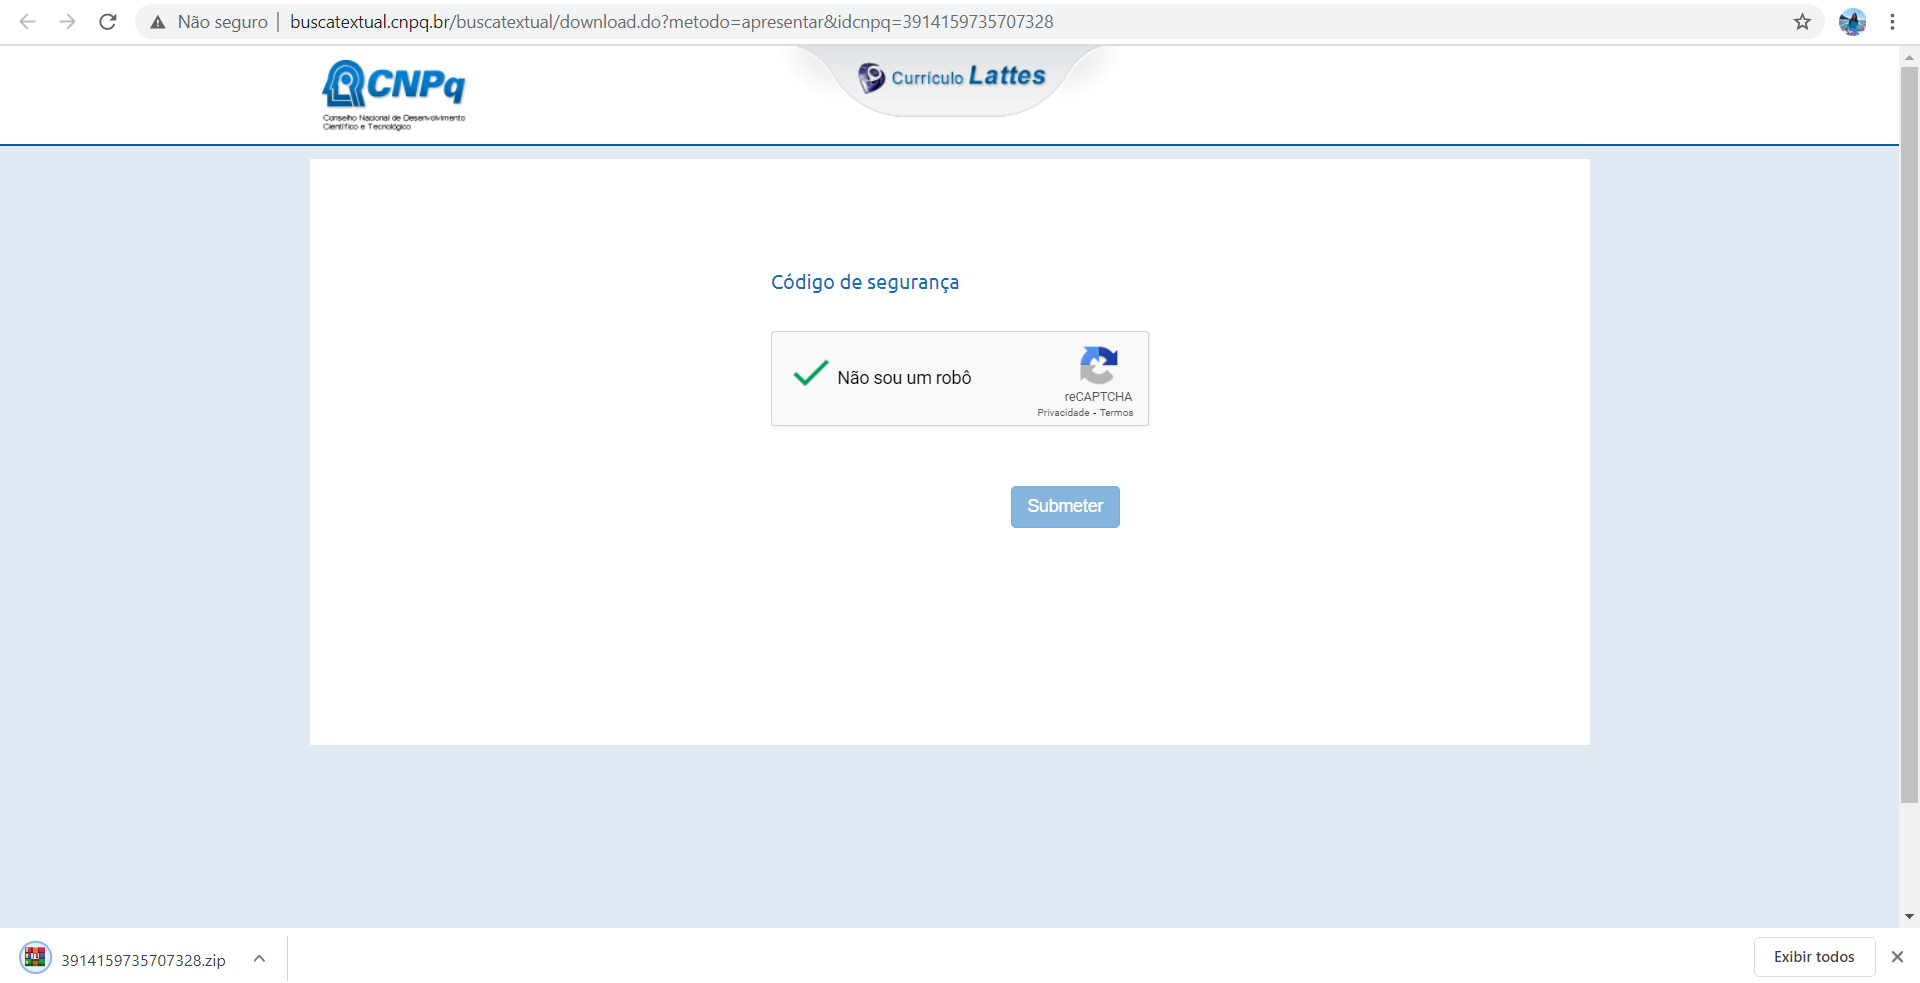 Não seguro | buscatextual.cnpq.br/buscatextual/download.do?metodo=apresentar&idcnpq=3914159735707328
CNPq
Conselho Nacional de Desenvolvimento
Científico e Tecnológico
Currículo Lattes
Código de segurança
Não sou um robô
reCAPTCHA
Privacidade - Termos
Submeter
3914159735707328.zip
Exibir todos